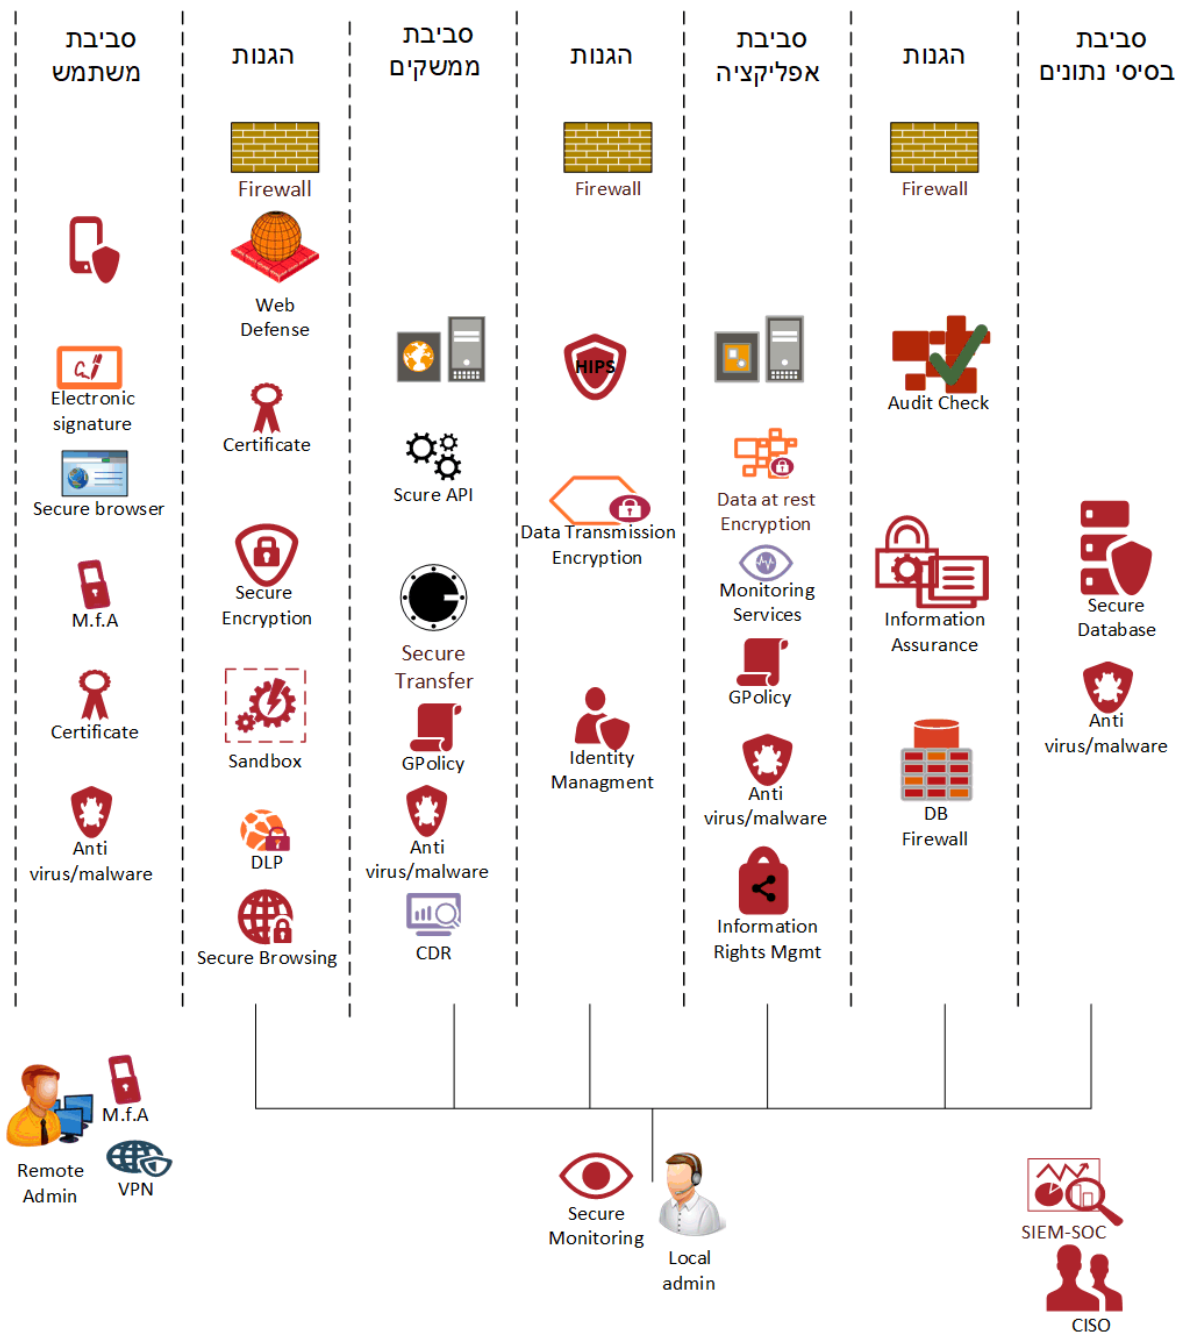 סביבת
משתמש
הגנות
סביבת
ממשקים
הגנות
סביבת
אפליקציה
הגנות
סביבת
בסיסי נתונים
Electronic
signature
Secure browser
M.f.A
Certificate
Anti
virus/malware
Firewall
Web
Defense
Certificate
Secure
Encryption
Sandbox
DLP
Secure Browsing
Scure API
Secure
Transfer
GPolicy
Anti
virus/malware
CDR
Firewall
HIPS
Data Transmission
Encryption
Identity
Managment
Data at rest
Encryption
Monitoring
Services
GPolicy
Anti
virus/malware
Information
Rights Mgmt
Firewall
Audit Check
Information
Assurance
DB
Firewall
Secure
Database
Anti
virus/malware
M.f.A
Remote
Admin
VPN
Secure
Monitoring
Local
admin
SIEM-SOC
CISO